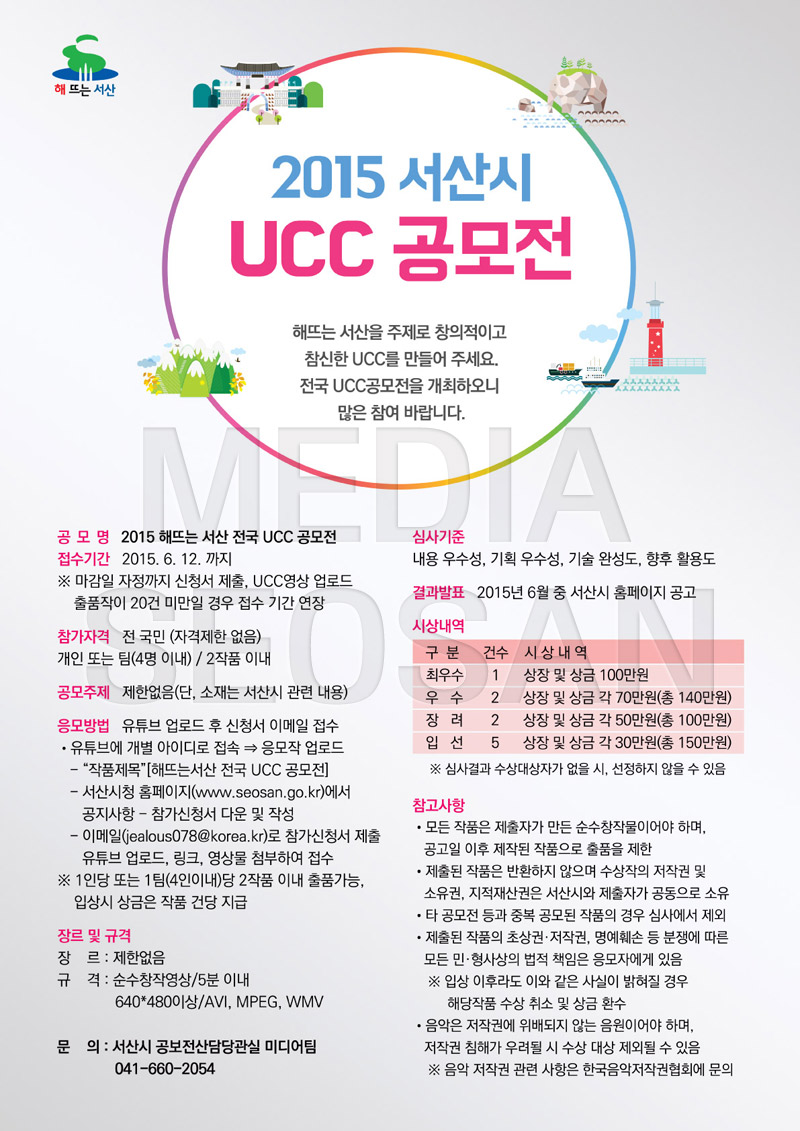 해 뜨는 서산
2015 서산시
UCC 공모전
해뜨는 서산을 주제로 창의적이고
참신한 UCC를 만들어 주세요.
전국 UCC공모전을 개최하오니
많은 참여 바랍니다.
MEDIA
SEOSAN
공 모 명 2015 해뜨는 서산 전국 UCC 공모전
접수기간 2015. 6. 12. 까지
※ 마감일 자정까지 신청서 제출, UCC영상 업로드
출품작이 20건 미만일 경우 접수 기간 연장
참가자격 전 국민 (자격제한 없음)
개인 또는 팀(4명 이내) / 2작품 이내
공모주제 제한없음(단, 소재는 서산시 관련 내용)
응모방법 유튜브 업로드 후 신청서 이메일 접수
• 유튜브에 개별 아이디로 접속 ⇒ 응모작 업로드
– “작품제목”[해뜨는서산 전국 UCC 공모전]
– 서산시청 홈페이지(www.seosan.go.kr)에서
공지사항 – 참가신청서 다운 및 작성
– 이메일(jealous078@korea.kr)로 참가신청서 제출
유튜브 업로드, 링크, 영상물 첨부하여 접수
※ 1인당 또는 1팀(4인이내)당 2작품 이내 출품가능,
입상시 상금은 작품 건당 지급
장르 및 규격
장 르 : 제한없음
규 격 : 순수창작영상/5분 이내
640*480이상/AVI, MPEG, WMV
문 의 : 서산시 공보전산담당관실 미디어팀
041-660-2054
심사기준
내용 우수성, 기획 우수성, 기술 완성도, 향후 활용도
결과발표 2015년 6월 중 서산시 홈페이지 공고
시상내역
구 분 건수 시 상 내 역
최우수 1 상장 및 상금 100만원
우 수 2 상장 및 상금 각 70만원(총 140만원)
장 려 2 상장 및 상금 각 50만원(총 100만원)
입 선 5 상장 및 상금 각 30만원(총 150만원)
※ 심사결과 수상대상자가 없을 시, 선정하지 않을 수 있음
참고사항
• 모든 작품은 제출자가 만든 순수창작물이어야 하며,
공고일 이후 제작된 작품으로 출품을 제한
• 제출된 작품은 반환하지 않으며 수상작의 저작권 및
소유권, 지적재산권은 서산시와 제출자가 공동으로 소유
• 타 공모전 등과 중복 공모된 작품의 경우 심사에서 제외
• 제출된 작품의 초상권·저작권, 명예훼손 등 분쟁에 따른
모든 민·형사상의 법적 책임은 응모자에게 있음
※ 입상 이후라도 이와 같은 사실이 밝혀질 경우
해당작품 수상 취소 및 상금 환수
• 음악은 저작권에 위배되지 않는 음원이어야 하며,
저작권 침해가 우려될 시 수상 대상 제외될 수 있음
※ 음악 저작권 관련 사항은 한국음악저작권협회에 문의